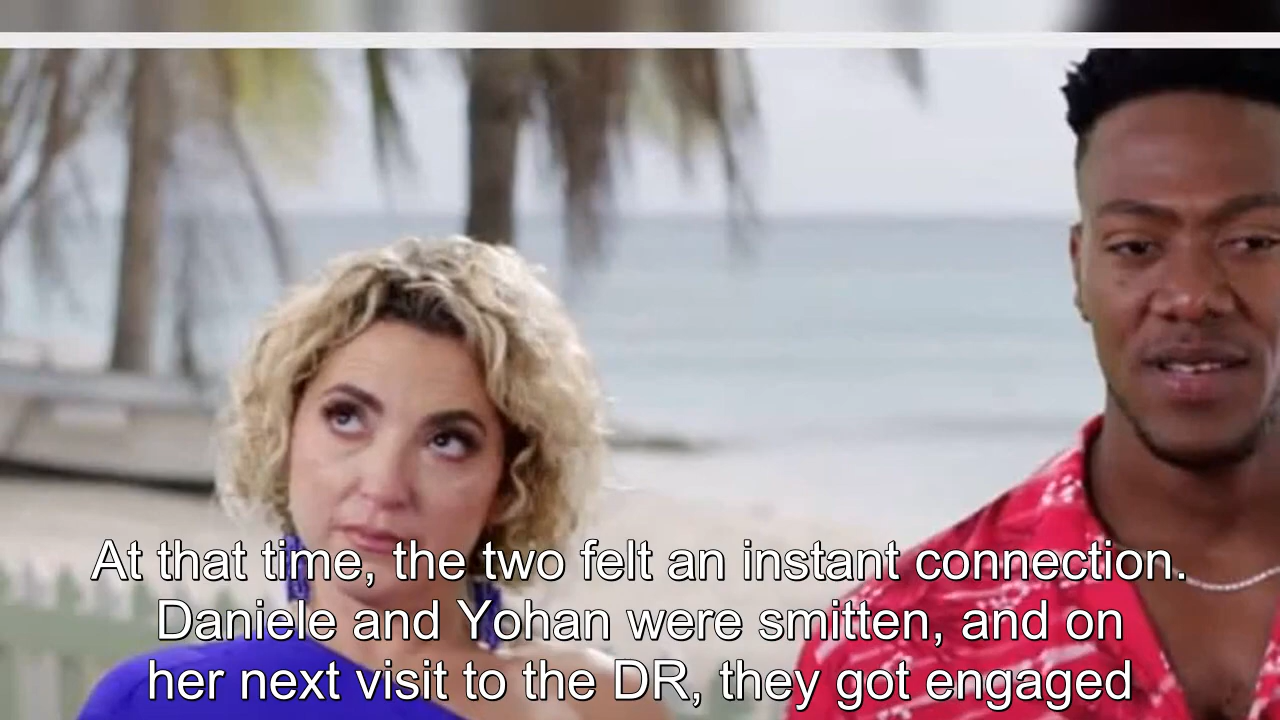 At that time, the two felt an instant connection.
Daniele and Yohan were smitten, and on
her next visit to the DR, they got engaged